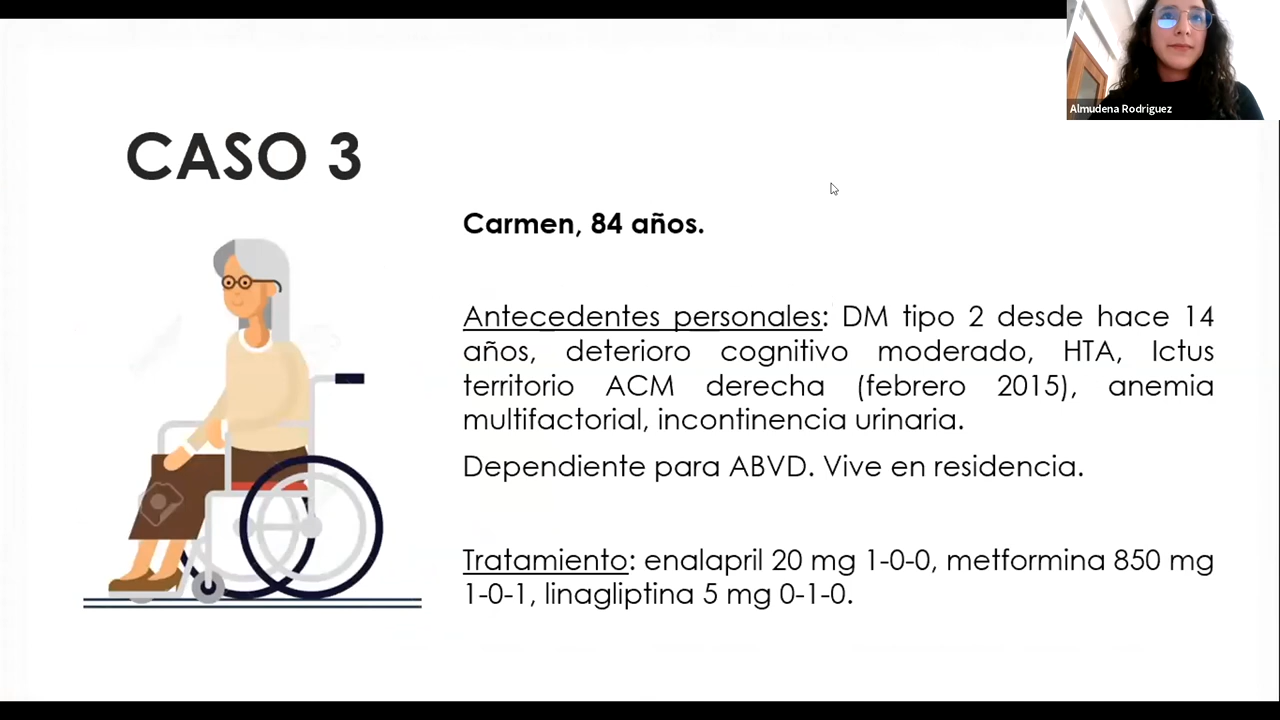 Almudena Rodriguez
CASO 3
Carmen, 84 años.
Antecedentes personales: DM tipo 2 desde hace 14
años, deterioro cognitivo moderado, HTA, Ictus
territorio ACM derecha (febrero 2015), anemia
multifactorial, incontinencia urinaria.
Dependiente para ABVD. Vive en residencia.
Tratamiento: enalapril 20 mg 1-0-0, metformina 850 mg
1-0-1, linagliptina 5 mg 0-1-0.